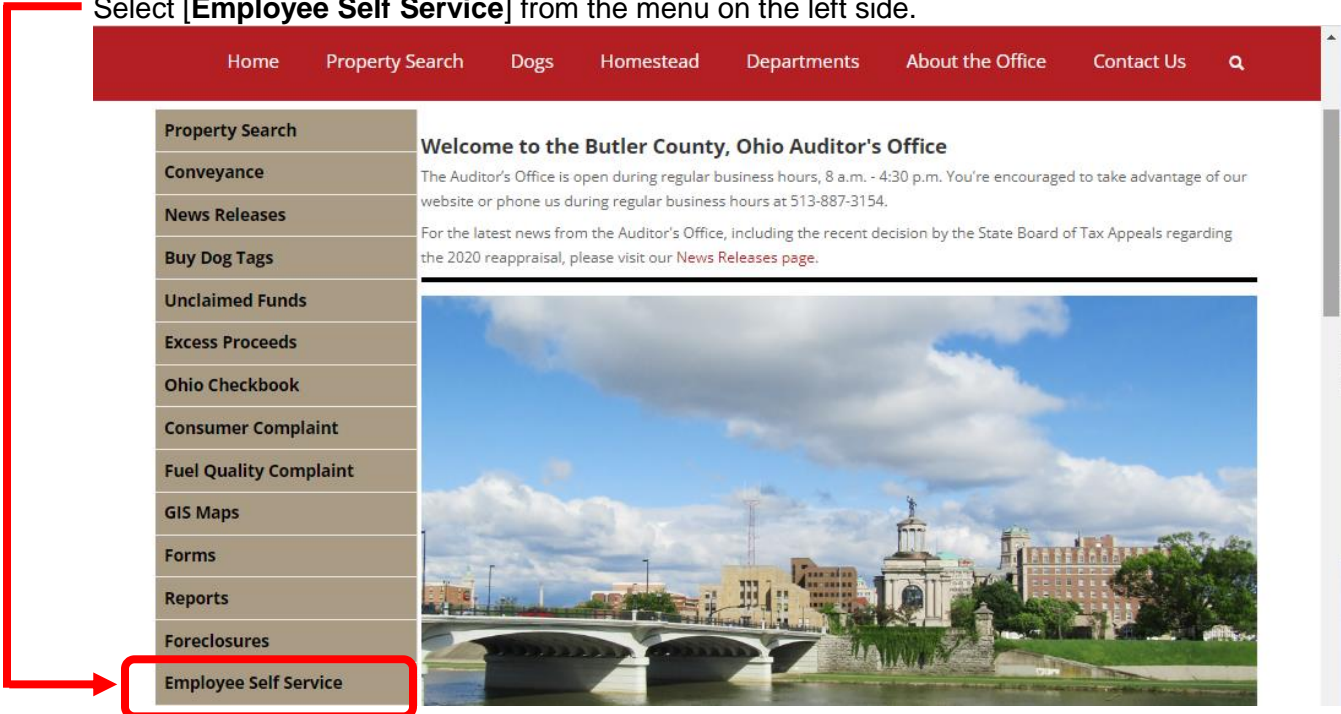 Select [Employee Self Service] from the menu on the left side.
Home Property Search Dogs Homestead Departments About the Office Contact Us
Property Search
Conveyance
News Releases
Buy Dog Tags
Unclaimed Funds
Excess Proceeds
Ohio Checkbook
Consumer Complaint
Fuel Quality Complaint
GIS Maps
Forms
Reports
Foreclosures
Employee Self Service
Welcome to the Butler County, Ohio Auditor's Office
The Auditor’s Office is open during regular business hours, 8 a.m. - 4:30 p.m. You're encouraged to take advantage of our
website or phone us during regular business hours at 513-887-3154.
For the latest news from the Auditor's Office, including the recent decision by the State Board of Tax Appeals regarding
the 2020 reappraisal, please visit our News Releases page.